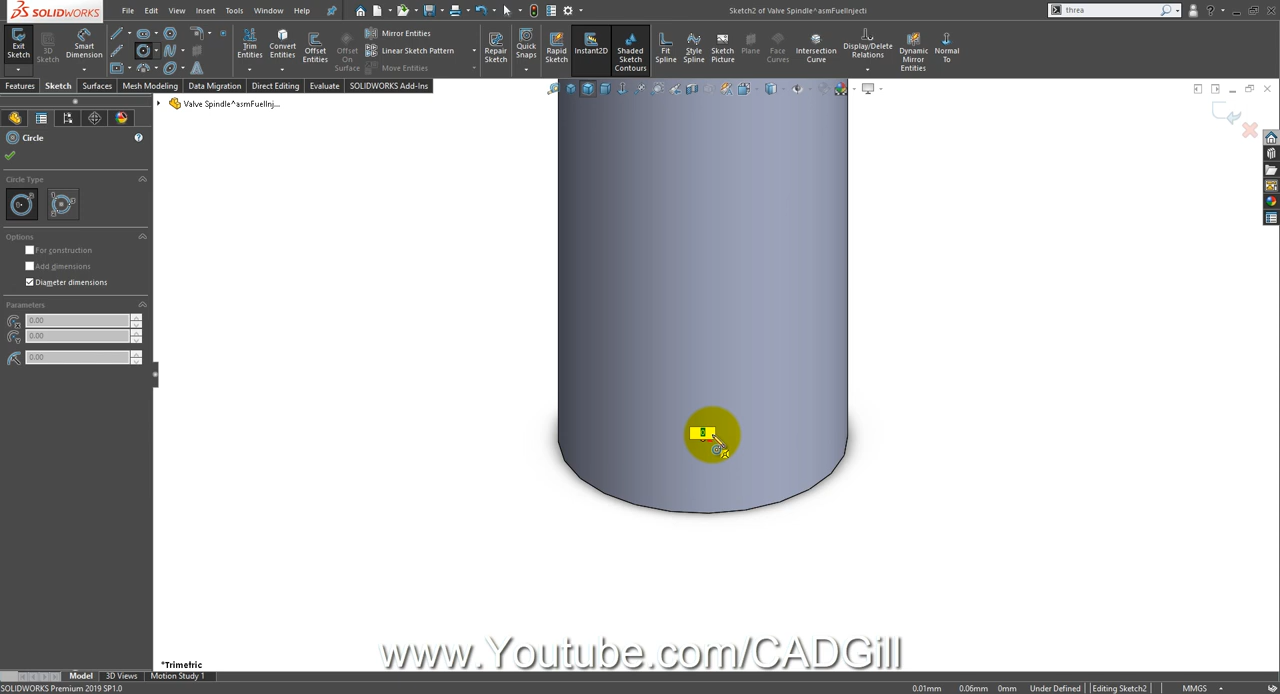 SOLIDWORKS
File Edit View Insert Tools Window Help
Sketch2 of Valve Spindle^asmFuelInjecti
threa
Exit Sketch
3D Sketch
Smart Dimension
Trim Entities
Convert Entities
Offset Entities
Offset On Surface
Mirror Entities
Linear Sketch Pattern
Move Entities
Display/Delete Relations
Repair Sketch
Quick Snaps
Rapid Sketch
Instant2D
Shaded Sketch Contours
Fit Spline
Style Spline
Sketch Picture
Plane
Face Curves
Intersection Curve
Dynamic Mirror Entities
Normal To
Features Sketch Surfaces Mesh Modeling Data Migration Direct Editing Evaluate SOLIDWORKS Add-Ins
Valve Spindle^asmFuelInj...
Circle
Circle Type
Options
For construction
Add dimensions
Diameter dimensions
Parameters
0.00
0.00
0.00
0
www.Youtube.com/CADGill
*Trimetric
Model 3D Views Motion Study 1
SOLIDWORKS Premium 2019 SP1.0
0.01mm 0.06mm 0mm Under Defined Editing Sketch2 MMGS